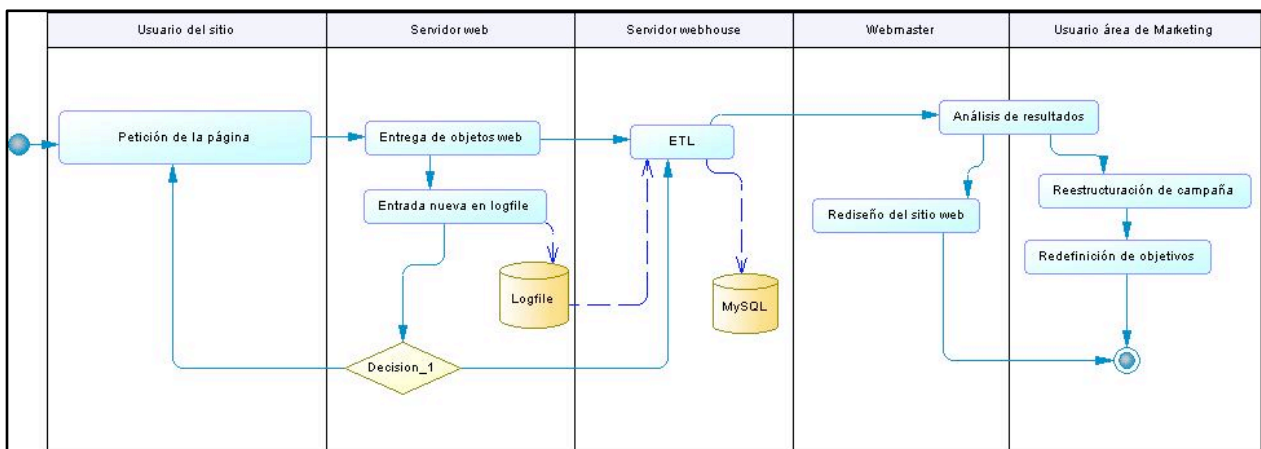 Usuario del sitio
Servidor web
Servidor webhouse
Webmaster
Usuario área de Marketing
Petición de la página
Entrega de objetos web
ETL
Análisis de resultados
Entrada nueva en logfile
Rediseño del sitio web
Reestructuración de campaña
Redefinición de objetivos
Logfile
MySQL
Decision_1